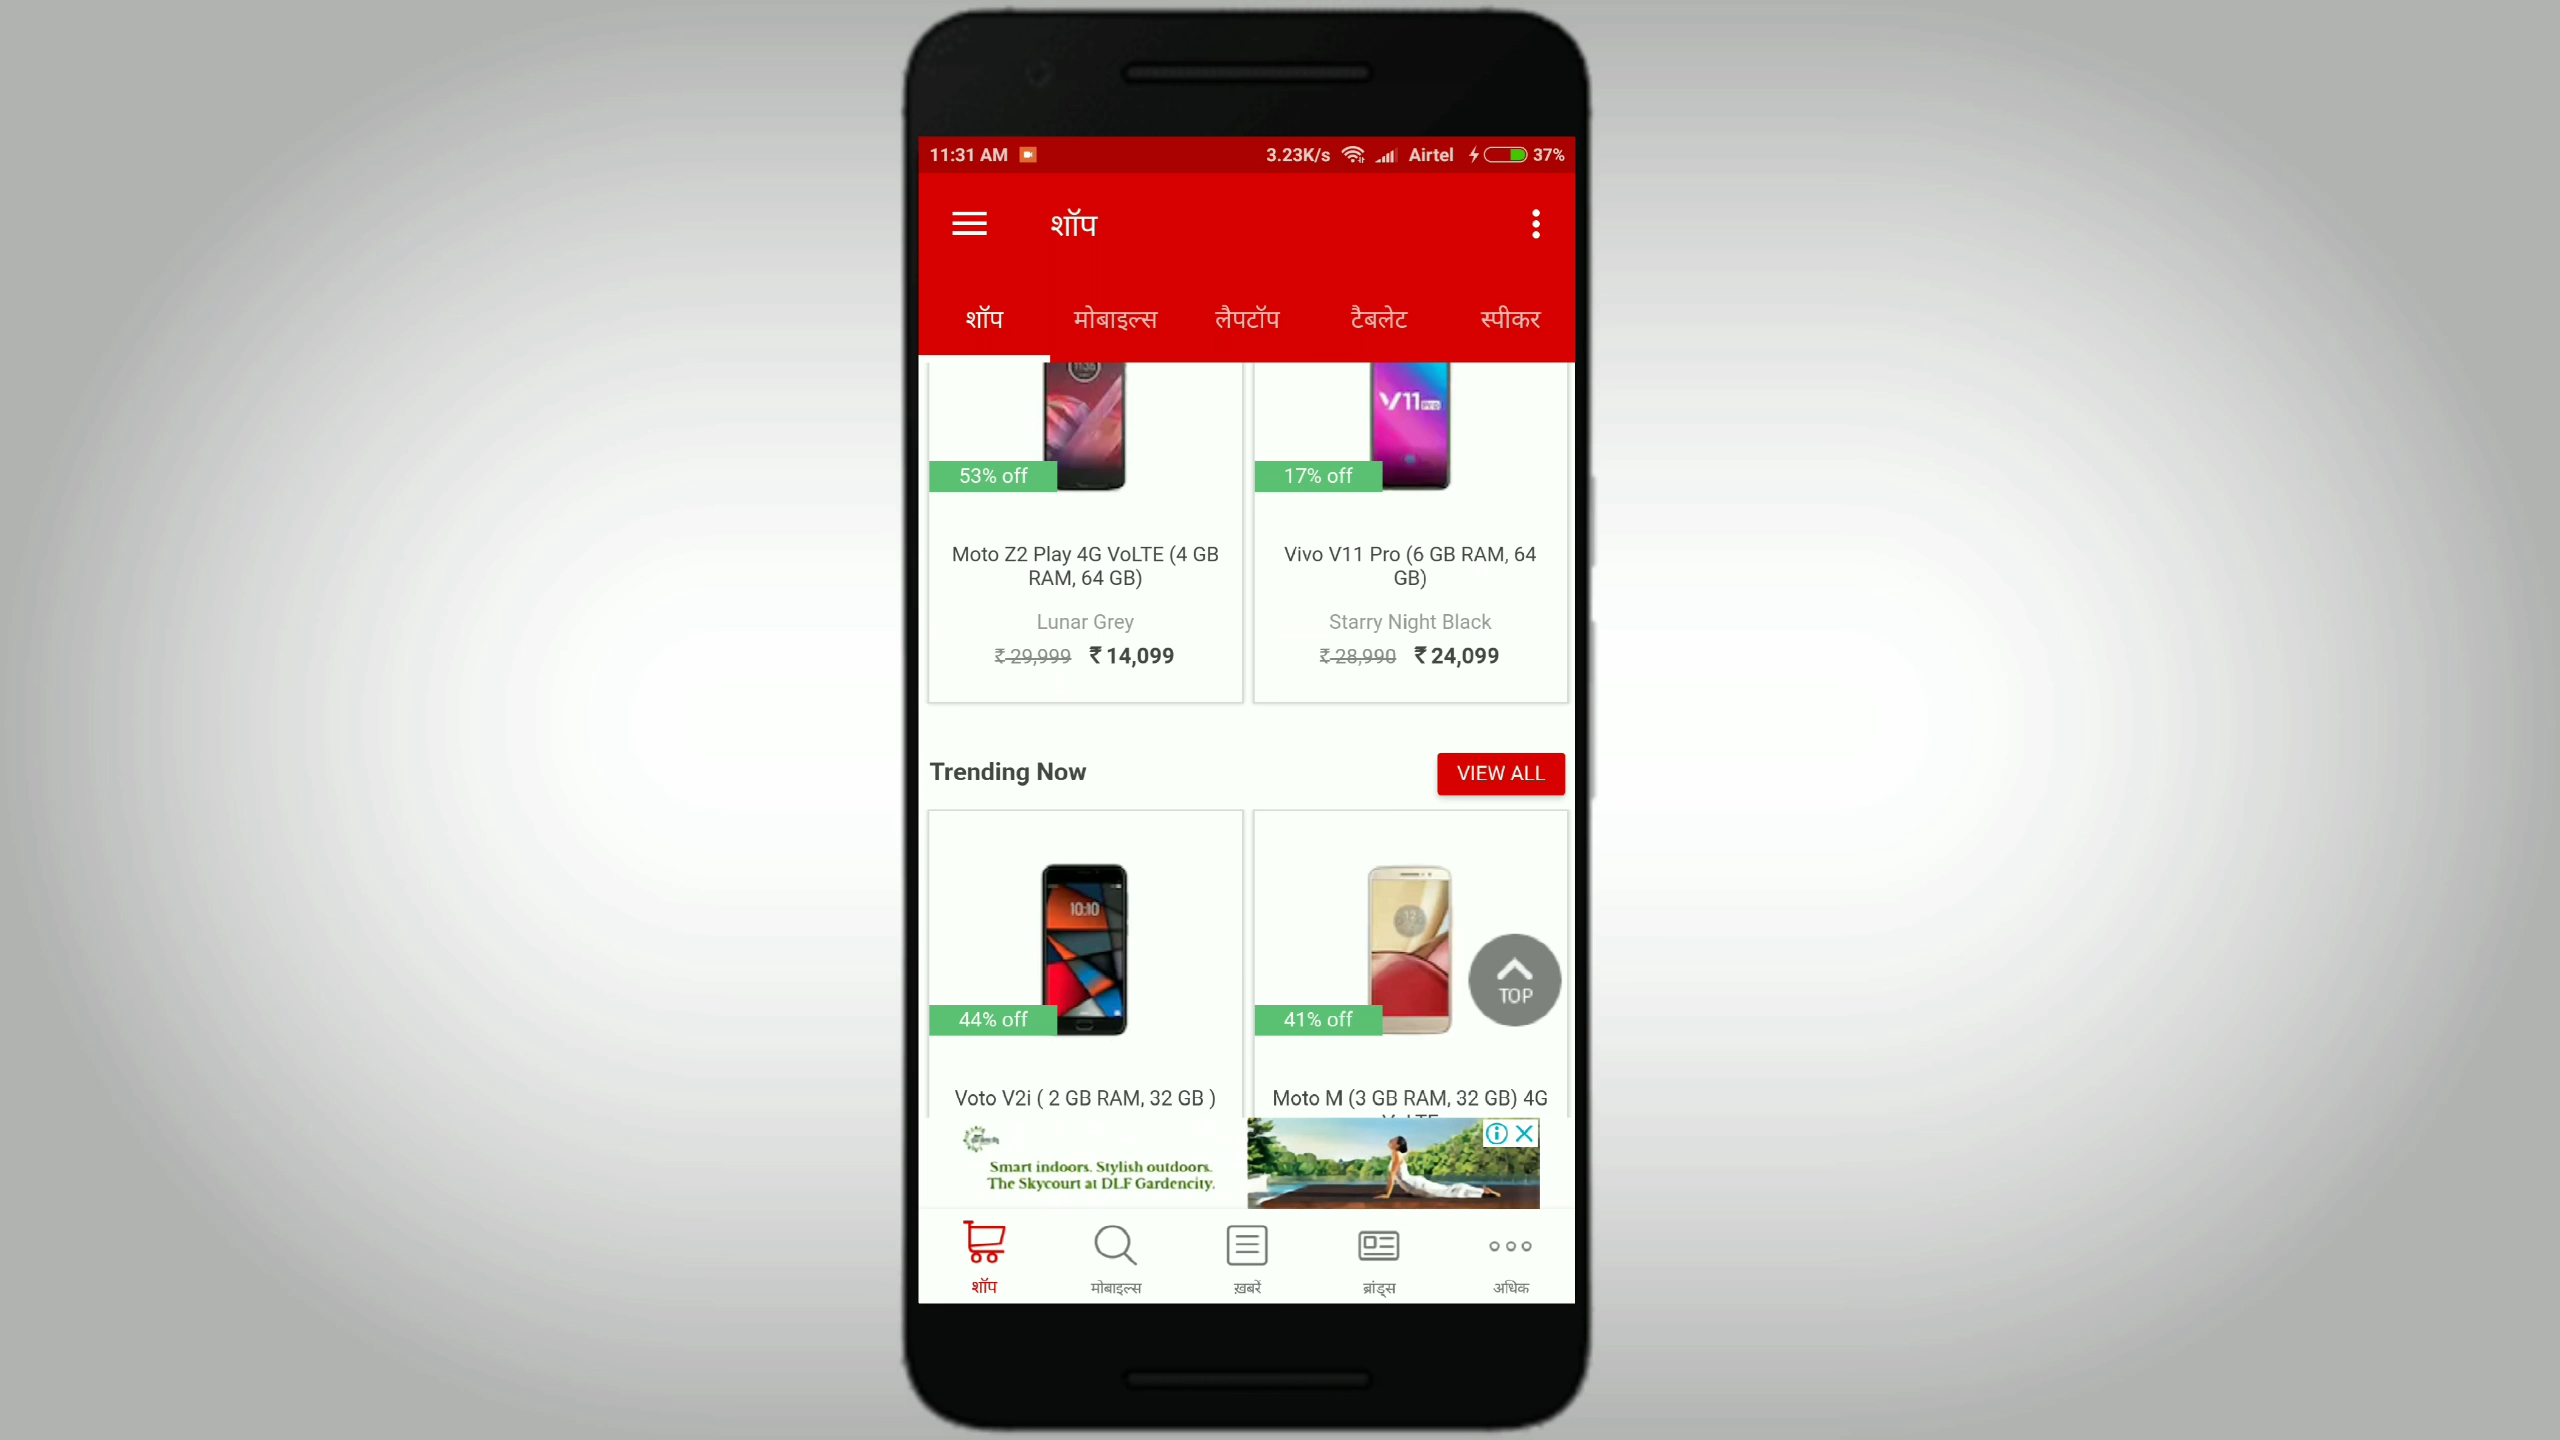 11:31 AM 3.23K/s Airtel 37%
शॉप
शॉप मोबाइल्स लैपटॉप टैबलेट स्पीकर
V11 PRO
53% off 17% off
Moto Z2 Play 4G VoLTE (4 GB RAM, 64 GB)
Vivo V11 Pro (6 GB RAM, 64 GB)
Lunar Grey Starry Night Black
₹ 29,999 ₹ 14,099 ₹ 28,990 ₹ 24,099
Trending Now VIEW ALL
10:10
TOP
44% off 41% off
Voto V2i ( 2 GB RAM, 32 GB ) Moto M (3 GB RAM, 32 GB) 4G
Smart indoors. Stylish outdoors.
The Skycourt at DLF Gardencity.
शॉप मोबाइल्स ख़बरें ब्रांड्स अधिक